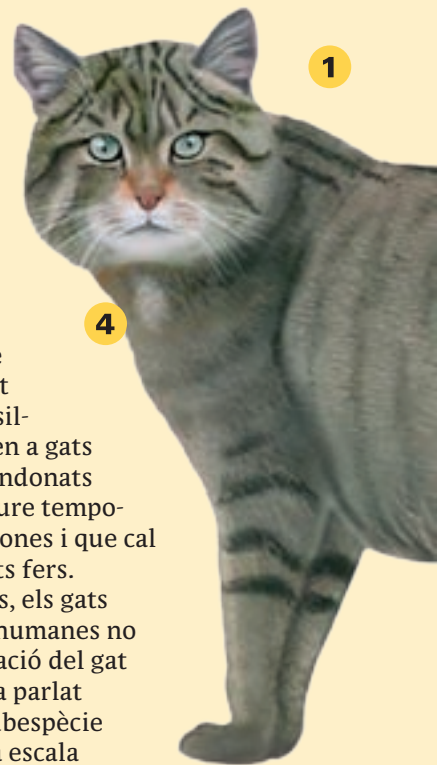 1
4
e
t
sil-
en a gats
ndonats
ure tempo-
ones i que cal
ts fers.
s, els gats
humanes no
ació del gat
a parlat
bespècie
a escala